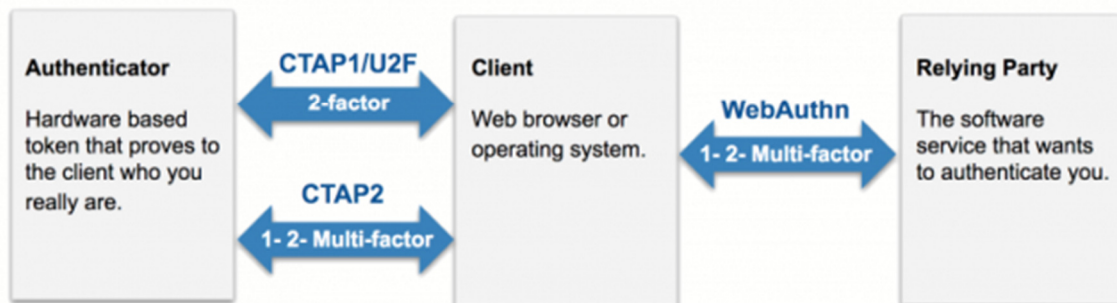 Authenticator
Hardware based
token that proves to
the client who you
really are.
CTAP1/U2F
2-factor
CTAP2
1- 2- Multi-factor
Client
Web browser or
operating system.
WebAuthn
1- 2- Multi-factor
Relying Party
The software
service that wants
to authenticate you.